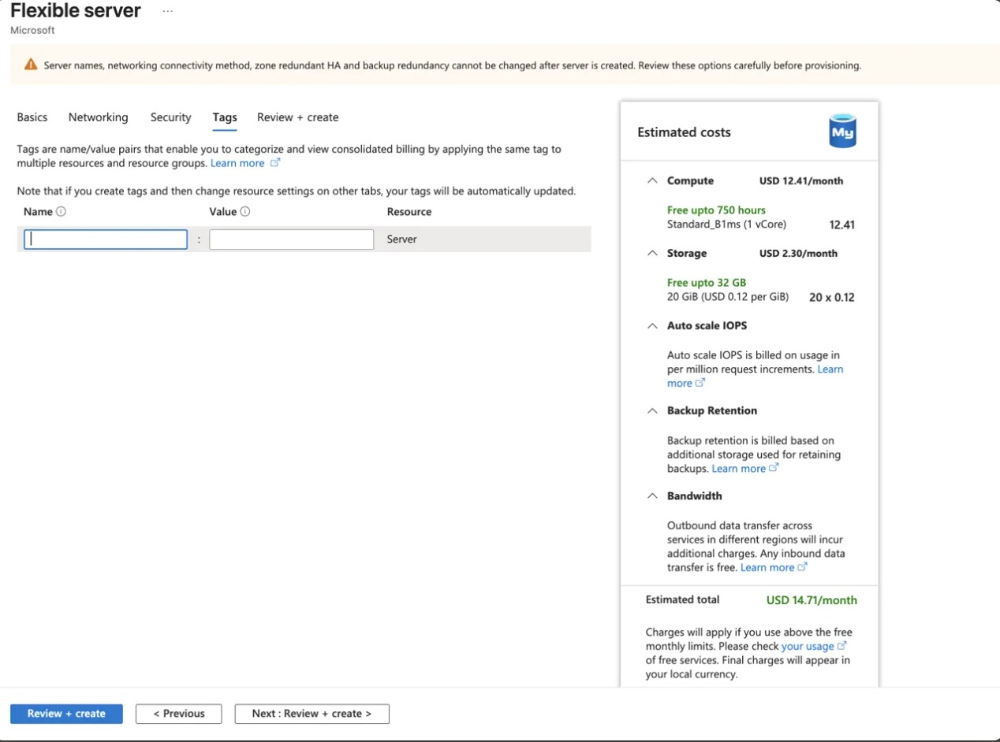 Flexible server ...
Microsoft
Server names, networking connectivity method, zone redundant HA and backup redundancy cannot be changed after server is created. Review these options carefully before provisioning.
Basics Networking Security Tags Review + create
Tags are name/value pairs that enable you to categorize and view consolidated billing by applying the same tag to
multiple resources and resource groups. Learn more
Note that if you create tags and then change resource settings on other tabs, your tags will be automatically updated.
Name Value Resource
: Server
Estimated costs
My
Compute USD 12.41/month
Free upto 750 hours
Standard_B1ms (1 vCore) 12.41
Storage USD 2.30/month
Free upto 32 GB
20 GiB (USD 0.12 per GiB) 20 x 0.12
Auto scale IOPS
Auto scale IOPS is billed on usage in
per million request increments. Learn
more
Backup Retention
Backup retention is billed based on
additional storage used for retaining
backups. Learn more
Bandwidth
Outbound data transfer across
services in different regions will incur
additional charges. Any inbound data
transfer is free. Learn more
Estimated total USD 14.71/month
Charges will apply if you use above the free
monthly limits. Please check your usage
of free services. Final charges will appear in
your local currency.
Review + create < Previous Next : Review + create >